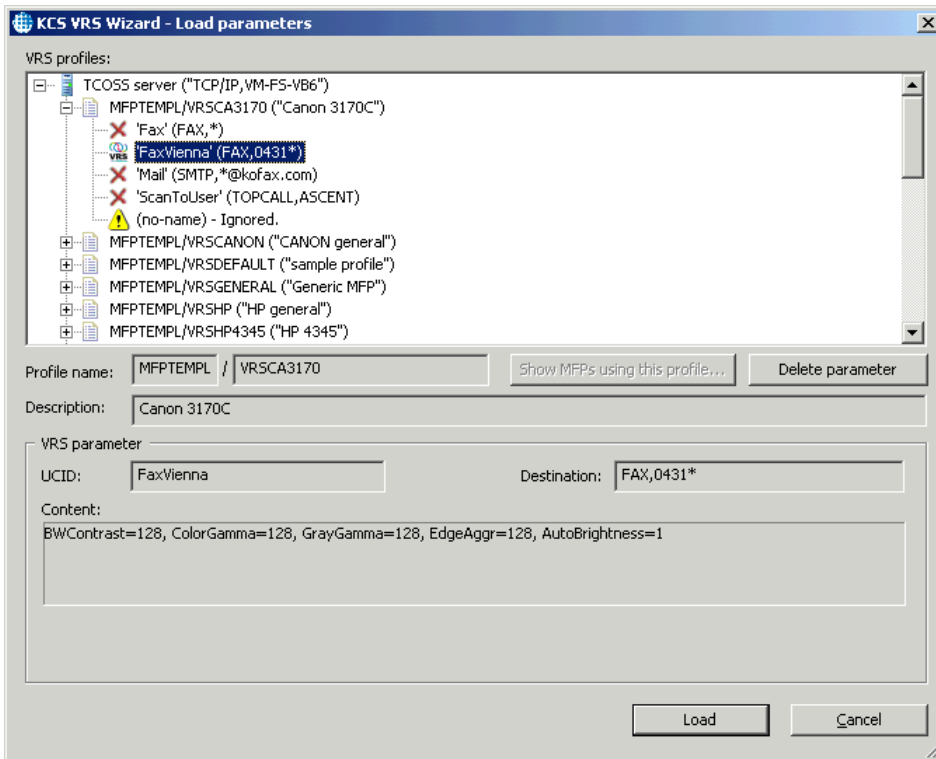 KCS VRS Wizard - Load parameters
VRS profiles:
TCOSS server ("TCP/IP,VM-FS-VB6")
MFPTEMPL/VRSCA3170 ("Canon 3170C")
'Fax' (FAX,*)
VRS 'FaxVienna' (FAX,0431*)
'Mail' (SMTP,*@kofax.com)
'ScanToUser' (TOPCALL,ASCENT)
(no-name) - Ignored.
MFPTEMPL/VRSCANON ("CANON general")
MFPTEMPL/VRSDEFAULT ("sample profile")
MFPTEMPL/VRSGENERAL ("Generic MFP")
MFPTEMPL/VRSHP ("HP general")
MFPTEMPL/VRSHP4345 ("HP 4345")
Profile name: MFPTEMPL / VRSCA3170 Show MFPs using this profile... Delete parameter
Description: Canon 3170C
VRS parameter
UCID: FaxVienna Destination: FAX,0431*
Content:
BWContrast=128, ColorGamma=128, GrayGamma=128, EdgeAggr=128, AutoBrightness=1
Load Cancel